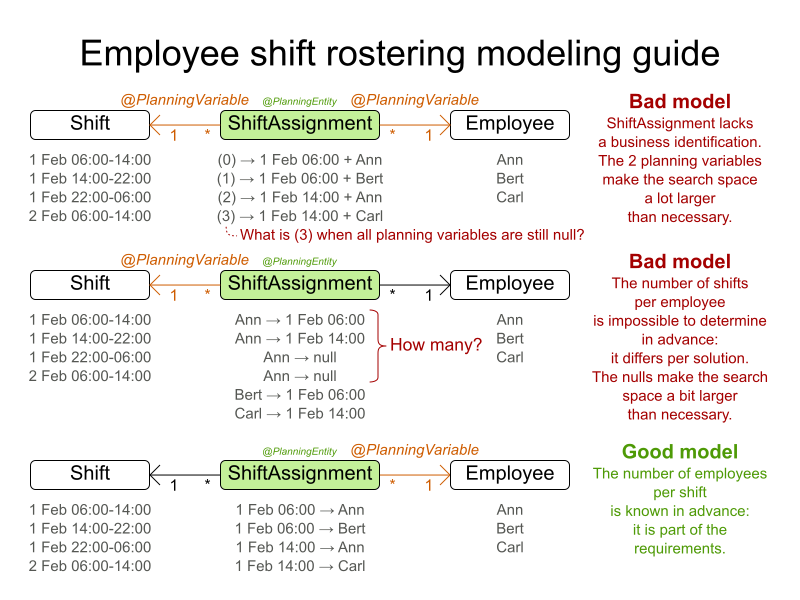 Employee shift rostering modeling guide
@PlanningVariable @PlanningEntity @PlanningVariable
Shift 1 * ShiftAssignment * 1 Employee
1 Feb 06:00-14:00 (0) → 1 Feb 06:00 + Ann Ann
1 Feb 14:00-22:00 (1) → 1 Feb 06:00 + Bert Bert
1 Feb 22:00-06:00 (2) → 1 Feb 14:00 + Ann Carl
2 Feb 06:00-14:00 (3) → 1 Feb 14:00 + Carl
What is (3) when all planning variables are still null?
Bad model
ShiftAssignment lacks
a business identification.
The 2 planning variables
make the search space
a lot larger
than necessary.
@PlanningVariable @PlanningEntity
Shift 1 * ShiftAssignment * 1 Employee
1 Feb 06:00-14:00 Ann → 1 Feb 06:00 Ann
1 Feb 14:00-22:00 Ann → 1 Feb 14:00 Bert
1 Feb 22:00-06:00 Ann → null Carl
2 Feb 06:00-14:00 Ann → null
Bert → 1 Feb 06:00
Carl → 1 Feb 14:00
How many?
Bad model
The number of shifts
per employee
is impossible to determine
in advance:
it differs per solution.
The nulls make the search
space a bit larger
than necessary.
@PlanningEntity @PlanningVariable
Shift 1 * ShiftAssignment * 1 Employee
1 Feb 06:00-14:00 1 Feb 06:00 → Ann Ann
1 Feb 14:00-22:00 1 Feb 06:00 → Bert Bert
1 Feb 22:00-06:00 1 Feb 14:00 → Ann Carl
2 Feb 06:00-14:00 1 Feb 14:00 → Carl
Good model
The number of employees
per shift
is known in advance:
it is part of the
requirements.